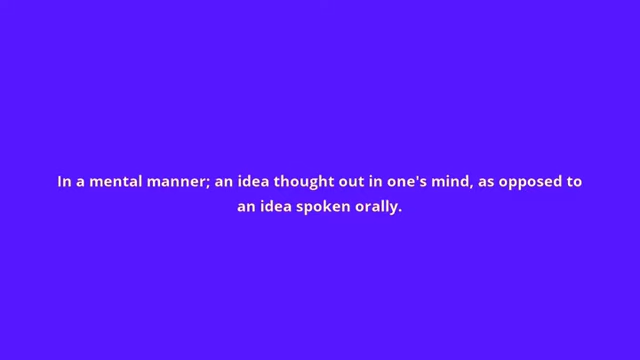 In a mental manner; an idea thought out in one's mind, as opposed to
an idea spoken orally.